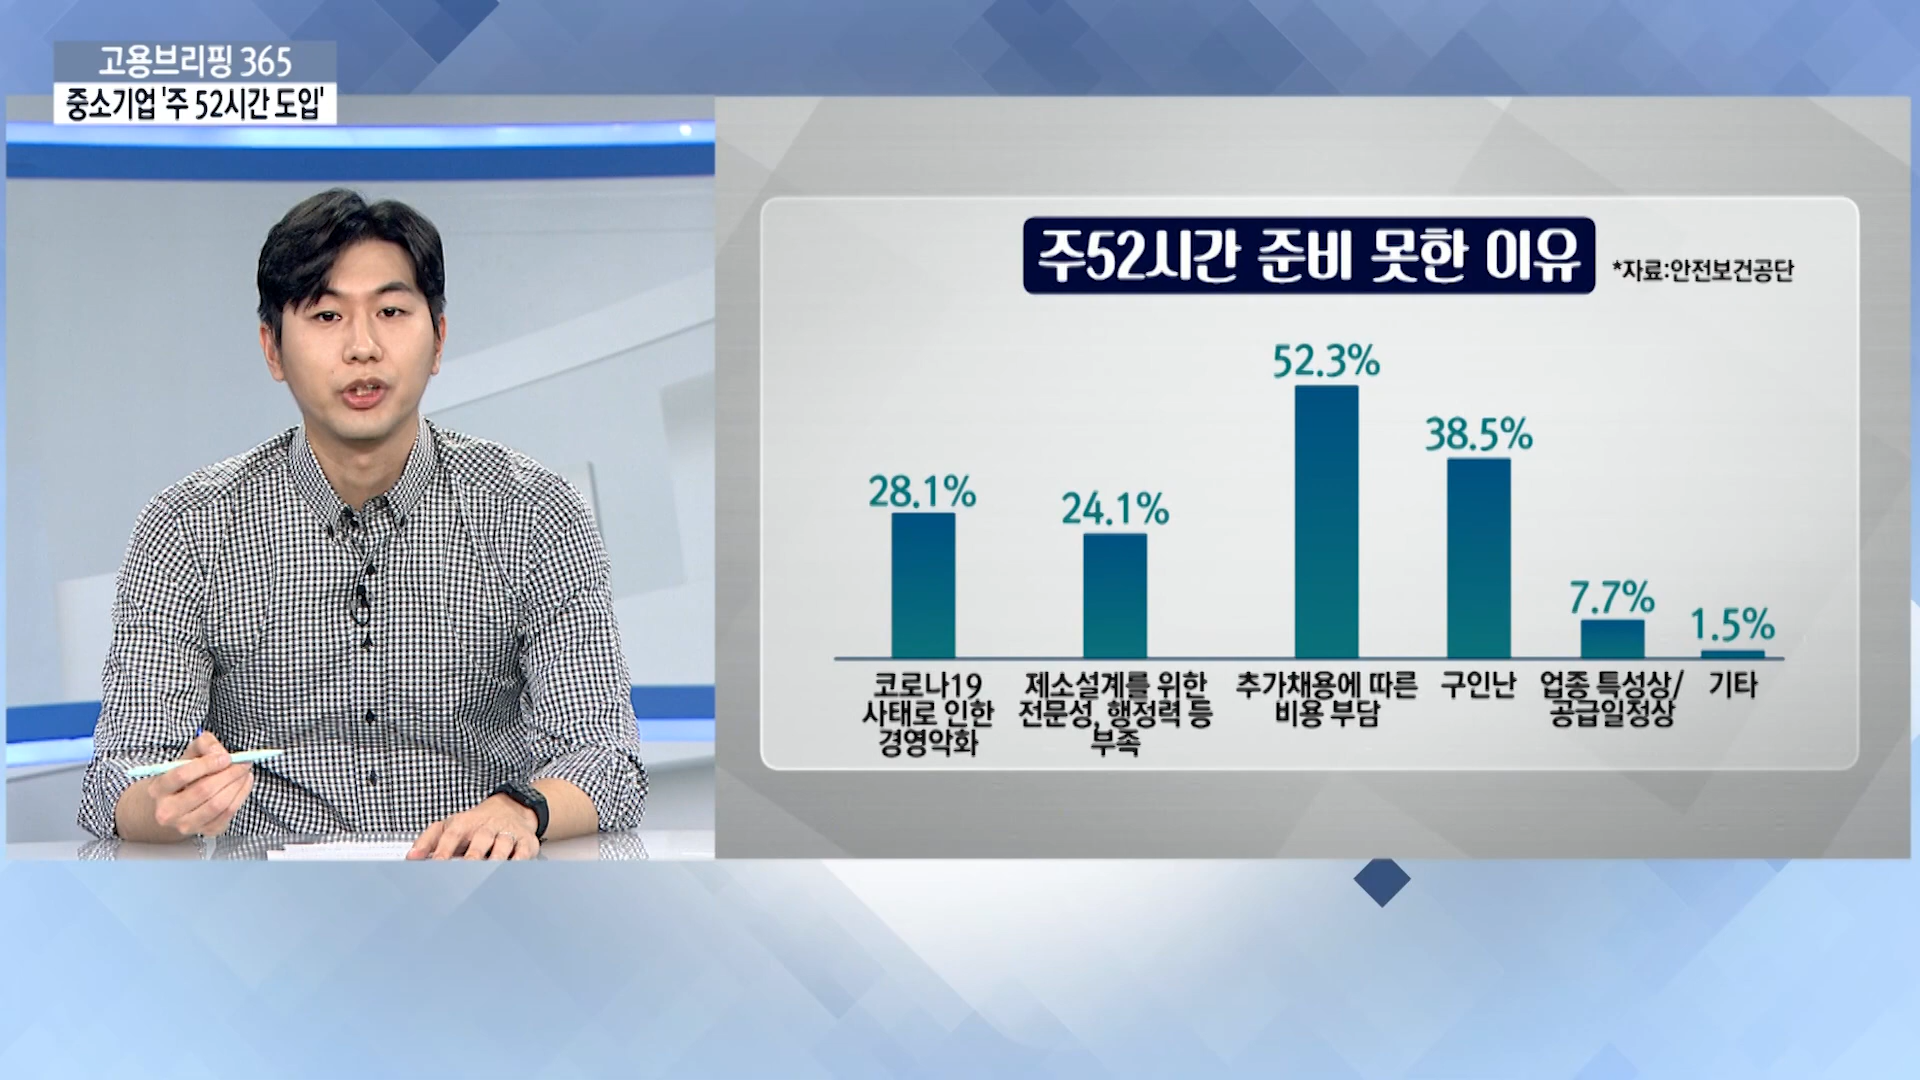 고용브리핑 365
중소기업 '주 52시간 도입'
주52시간 준비 못한 이유
*자료:안전보건공단
28.1%
24.1%
52.3%
38.5%
7.7%
1.5%
코로나19
사태로 인한
경영악화
제소설계를 위한
전문성, 행정력 등
부족
추가채용에 따른
비용 부담
구인난
업종 특성상/
공급일정상
기타